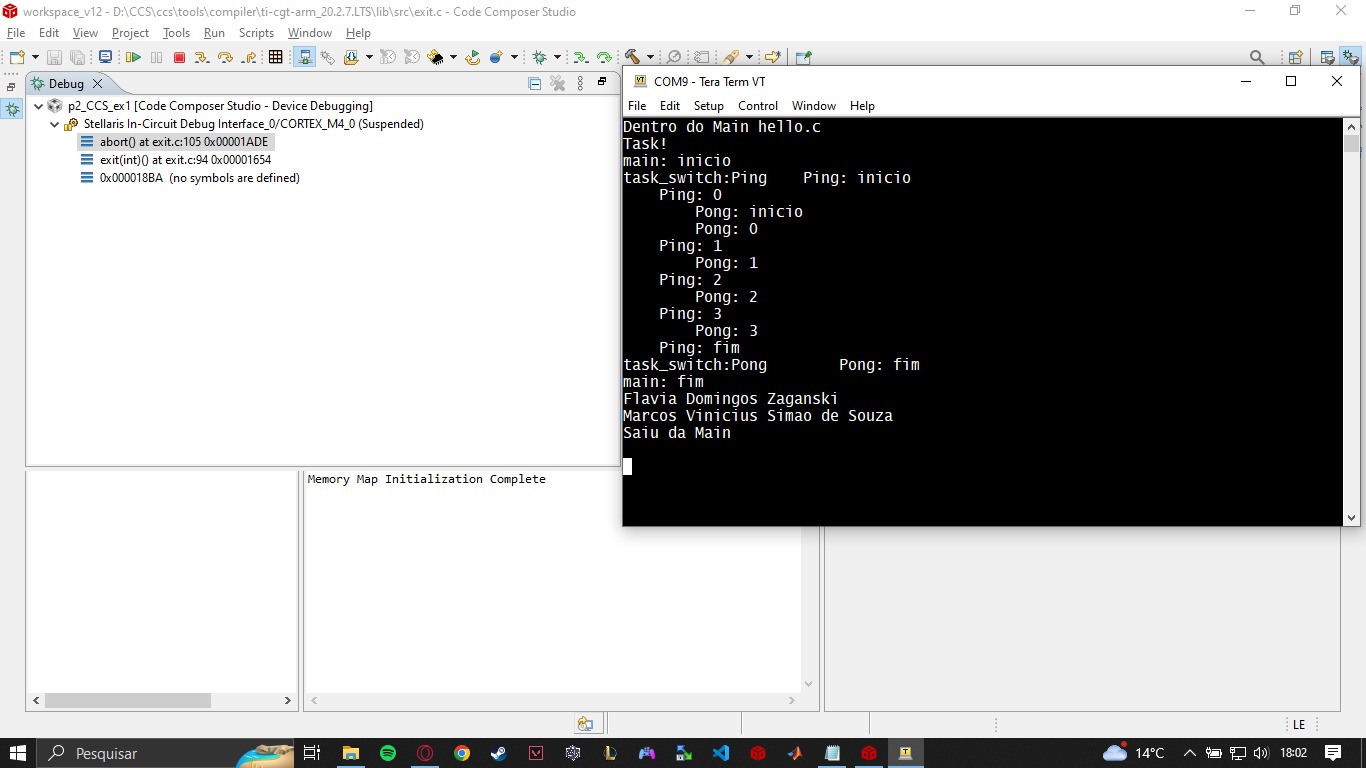 workspace_v12 - D:\CCS\ccs\tools\compiler\ti-cgt-arm_20.2.7.LTS\lib\src\exit.c - Code Composer Studio
File Edit View Project Tools Run Scripts Window Help
Debug
p2_CCS_ex1 [Code Composer Studio - Device Debugging]
Stellaris In-Circuit Debug Interface_0/CORTEX_M4_0 (Suspended)
abort() at exit.c:105 0x00001ADE
exit(int)() at exit.c:94 0x00001654
0x000018BA (no symbols are defined)
Memory Map Initialization Complete
COM9 - Tera Term VT
File Edit Setup Control Window Help
Dentro do Main hello.c
Task!
main: inicio
task_switch:Ping    Ping: inicio
    Ping: 0
        Pong: inicio
        Pong: 0
    Ping: 1
        Pong: 1
    Ping: 2
        Pong: 2
    Ping: 3
        Pong: 3
    Ping: fim
task_switch:Pong        Pong: fim
main: fim
Flavia Domingos Zaganski
Marcos Vinicius Simao de Souza
Saiu da Main
LE
Pesquisar
14°C
18:02